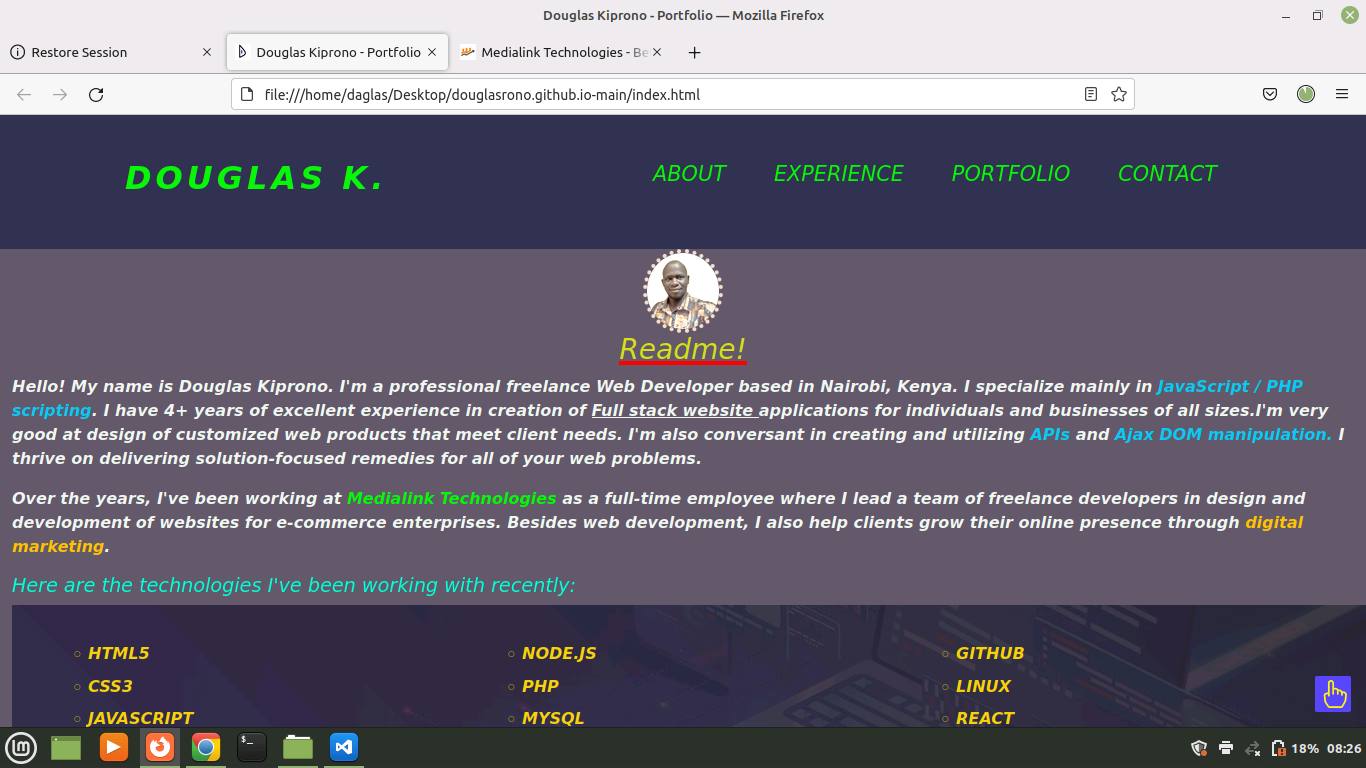 Douglas Kiprono - Portfolio — Mozilla Firefox
Restore Session
Douglas Kiprono - Portfolio
Medialink Technologies - Be
file:///home/daglas/Desktop/douglasrono.github.io-main/index.html
DOUGLAS K.
ABOUT EXPERIENCE PORTFOLIO CONTACT
Readme!
Hello! My name is Douglas Kiprono. I'm a professional freelance Web Developer based in Nairobi, Kenya. I specialize mainly in JavaScript / PHP
scripting. I have 4+ years of excellent experience in creation of Full stack website applications for individuals and businesses of all sizes.I'm very
good at design of customized web products that meet client needs. I'm also conversant in creating and utilizing APIs and Ajax DOM manipulation. I
thrive on delivering solution-focused remedies for all of your web problems.
Over the years, I've been working at Medialink Technologies as a full-time employee where I lead a team of freelance developers in design and
development of websites for e-commerce enterprises. Besides web development, I also help clients grow their online presence through digital
marketing.
Here are the technologies I've been working with recently:
HTML5 NODE.JS GITHUB
CSS3 PHP LINUX
JAVASCRIPT MYSQL REACT
18% 08:26